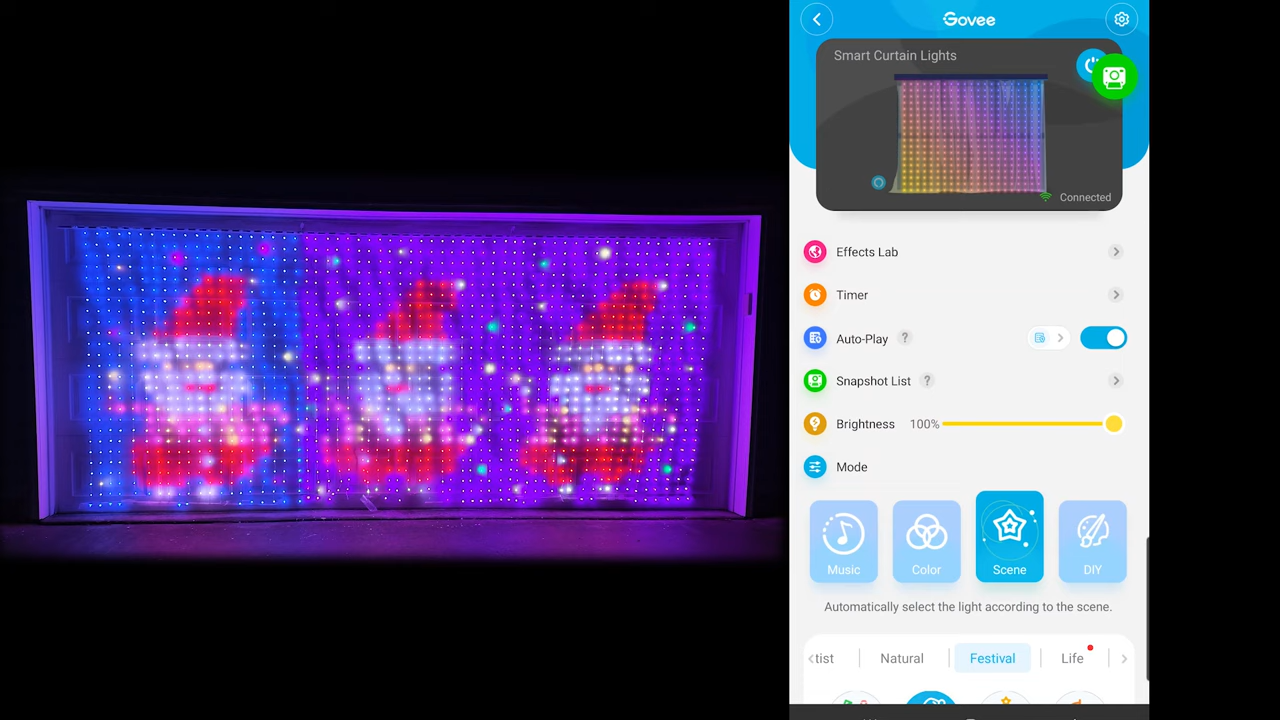 Govee
Smart Curtain Lights
Connected
Effects Lab
Timer
Auto-Play ?
Snapshot List ?
Brightness 100%
Mode
Music Color Scene DIY
Automatically select the light according to the scene.
tist Natural Festival Life